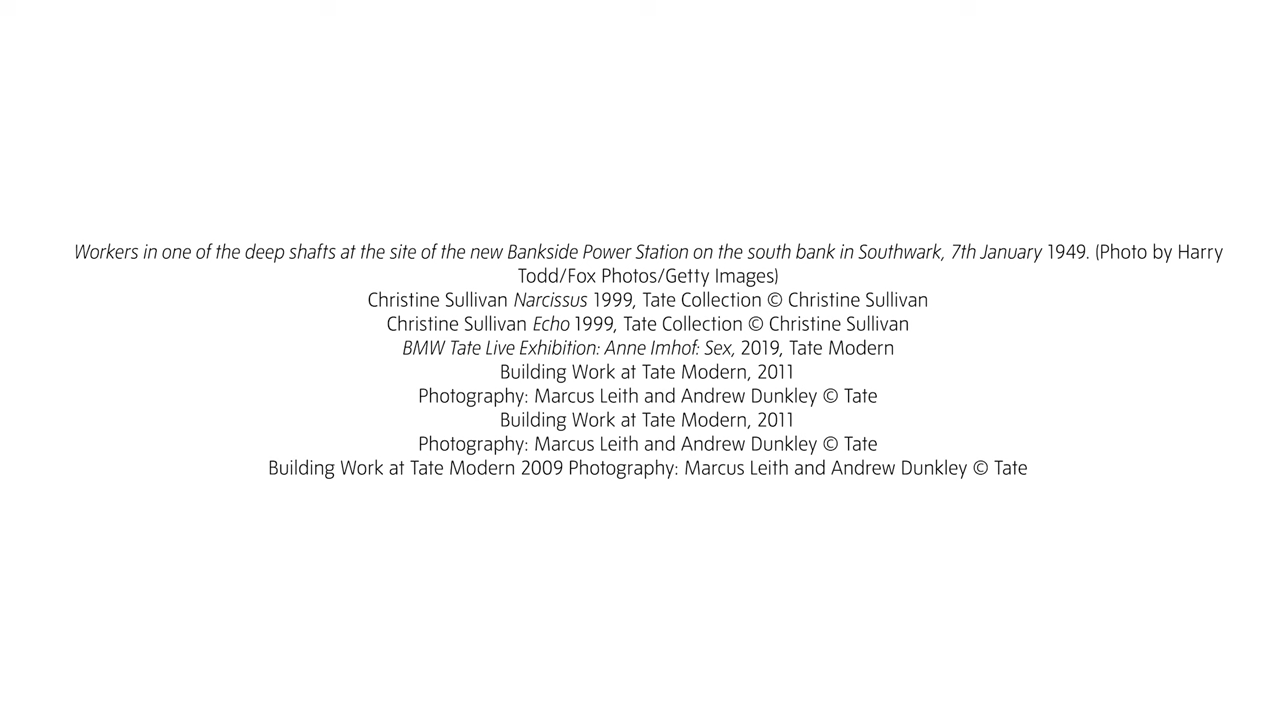 Workers in one of the deep shafts at the site of the new Bankside Power Station on the south bank in Southwark, 7th January 1949. (Photo by Harry
Todd/Fox Photos/Getty Images)
Christine Sullivan Narcissus 1999, Tate Collection © Christine Sullivan
Christine Sullivan Echo 1999, Tate Collection © Christine Sullivan
BMW Tate Live Exhibition: Anne Imhof: Sex, 2019, Tate Modern
Building Work at Tate Modern, 2011
Photography: Marcus Leith and Andrew Dunkley © Tate
Building Work at Tate Modern, 2011
Photography: Marcus Leith and Andrew Dunkley © Tate
Building Work at Tate Modern 2009 Photography: Marcus Leith and Andrew Dunkley © Tate